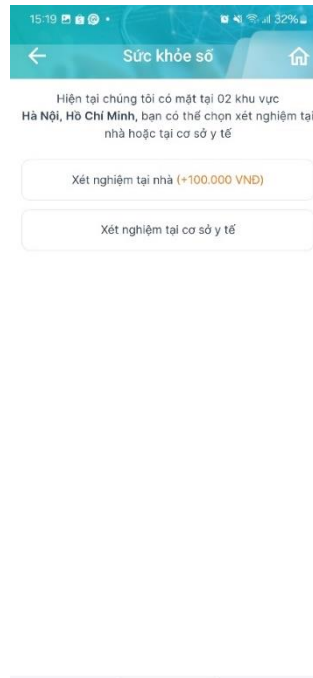 15:19 32%
Sức khỏe số
Hiện tại chúng tôi có mặt tại 02 khu vực
Hà Nội, Hồ Chí Minh, bạn có thể chọn xét nghiệm tại
nhà hoặc tại cơ sở y tế
Xét nghiệm tại nhà (+100.000 VNĐ)
Xét nghiệm tại cơ sở y tế